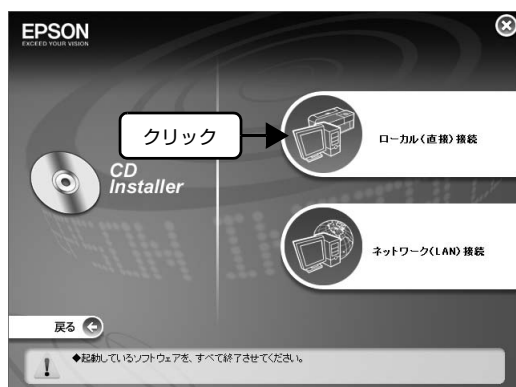 EPSON
EXCEED YOUR VISION
クリック
ローカル(直接)接続
CD
Installer
ネットワーク(LAN)接続
戻る
◆起動しているソフトウェアを、すべて終了させてください。